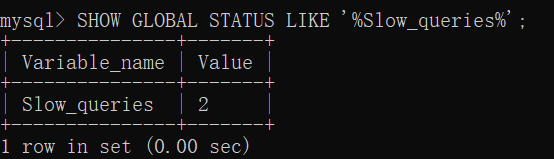 mysql> SHOW GLOBAL STATUS LIKE '%Slow_queries%';
+---------------+-------+
| Variable_name | Value |
+---------------+-------+
| Slow_queries  | 2     |
+---------------+-------+
1 row in set (0.00 sec)